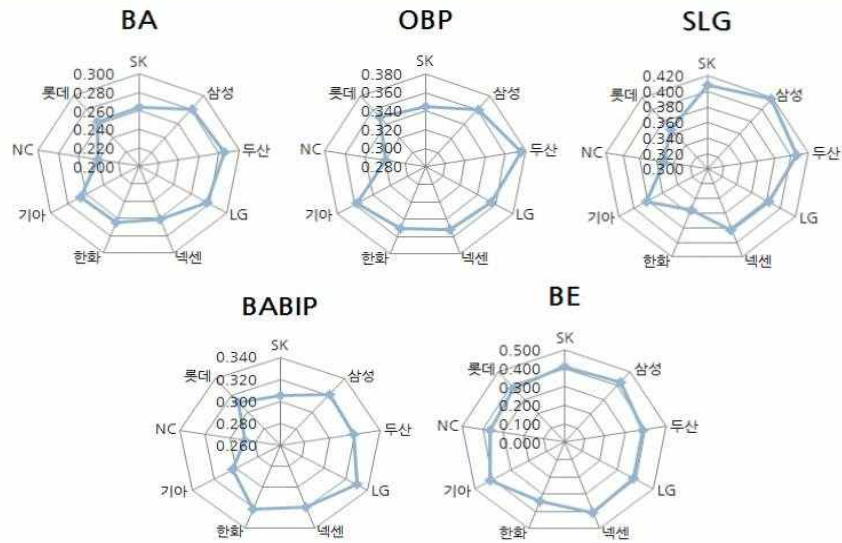 BA
SK
0.300
0.280
0.260
0.240
0.220
0.200
삼성
두산
LG
넥센
한화
기아
NC
롯데
OBP
SK
0.380
0.360
0.340
0.320
0.300
0.280
삼성
두산
LG
넥센
한화
기아
NC
롯데
SLG
SK
0.420
0.400
0.380
0.360
0.340
0.320
0.300
삼성
두산
LG
넥센
한화
기아
NC
롯데
BABIP
SK
0.340
0.320
0.300
0.280
0.260
삼성
두산
LG
넥센
한화
기아
NC
롯데
BE
SK
0.500
0.400
0.300
0.200
0.100
0.000
삼성
두산
LG
넥센
한화
기아
NC
롯데